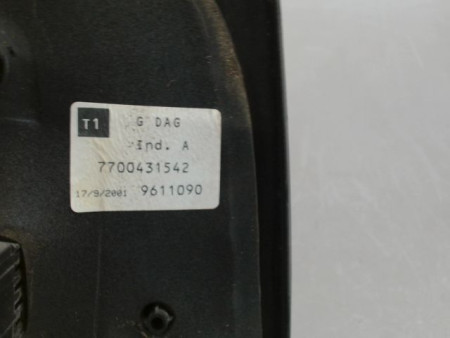 T1 G DAG
Ind. A
7700431542
17/9/2001 9611090